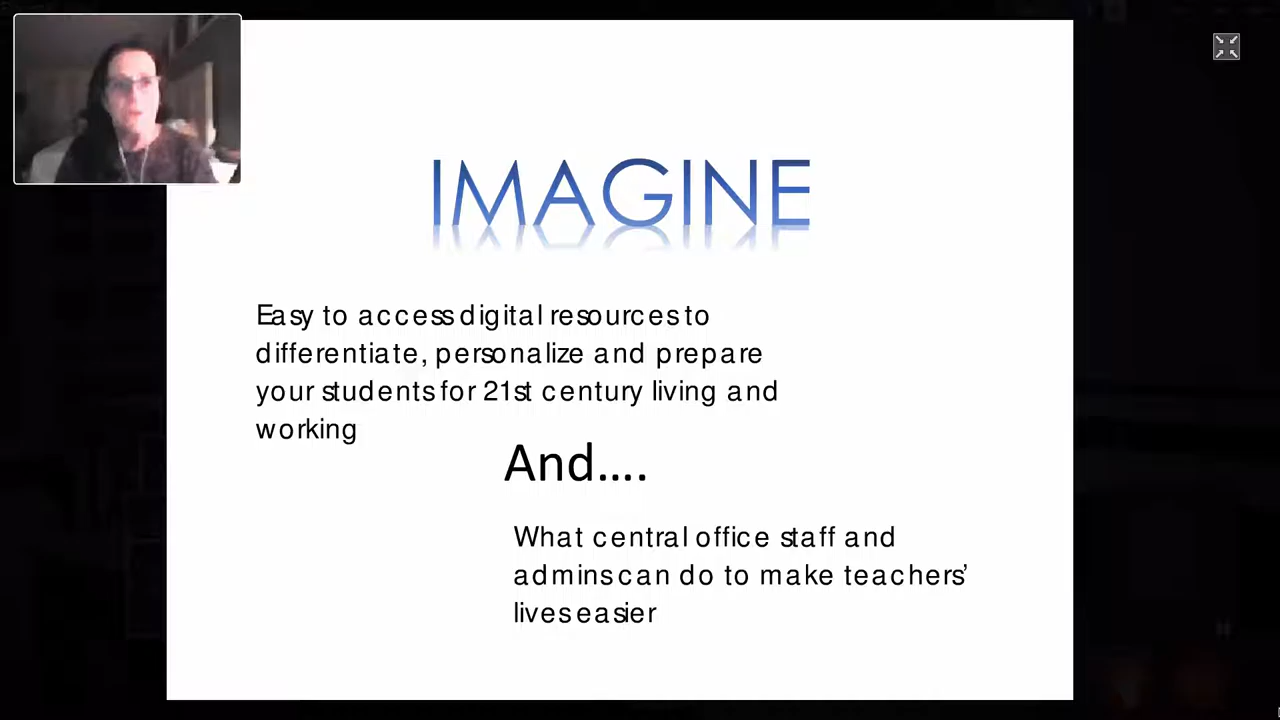 IMAGINE
Easy to access digital resources to
differentiate, personalize and prepare
your students for 21st century living and
working
And....
What central office staff and
admins can do to make teachers’
lives easier